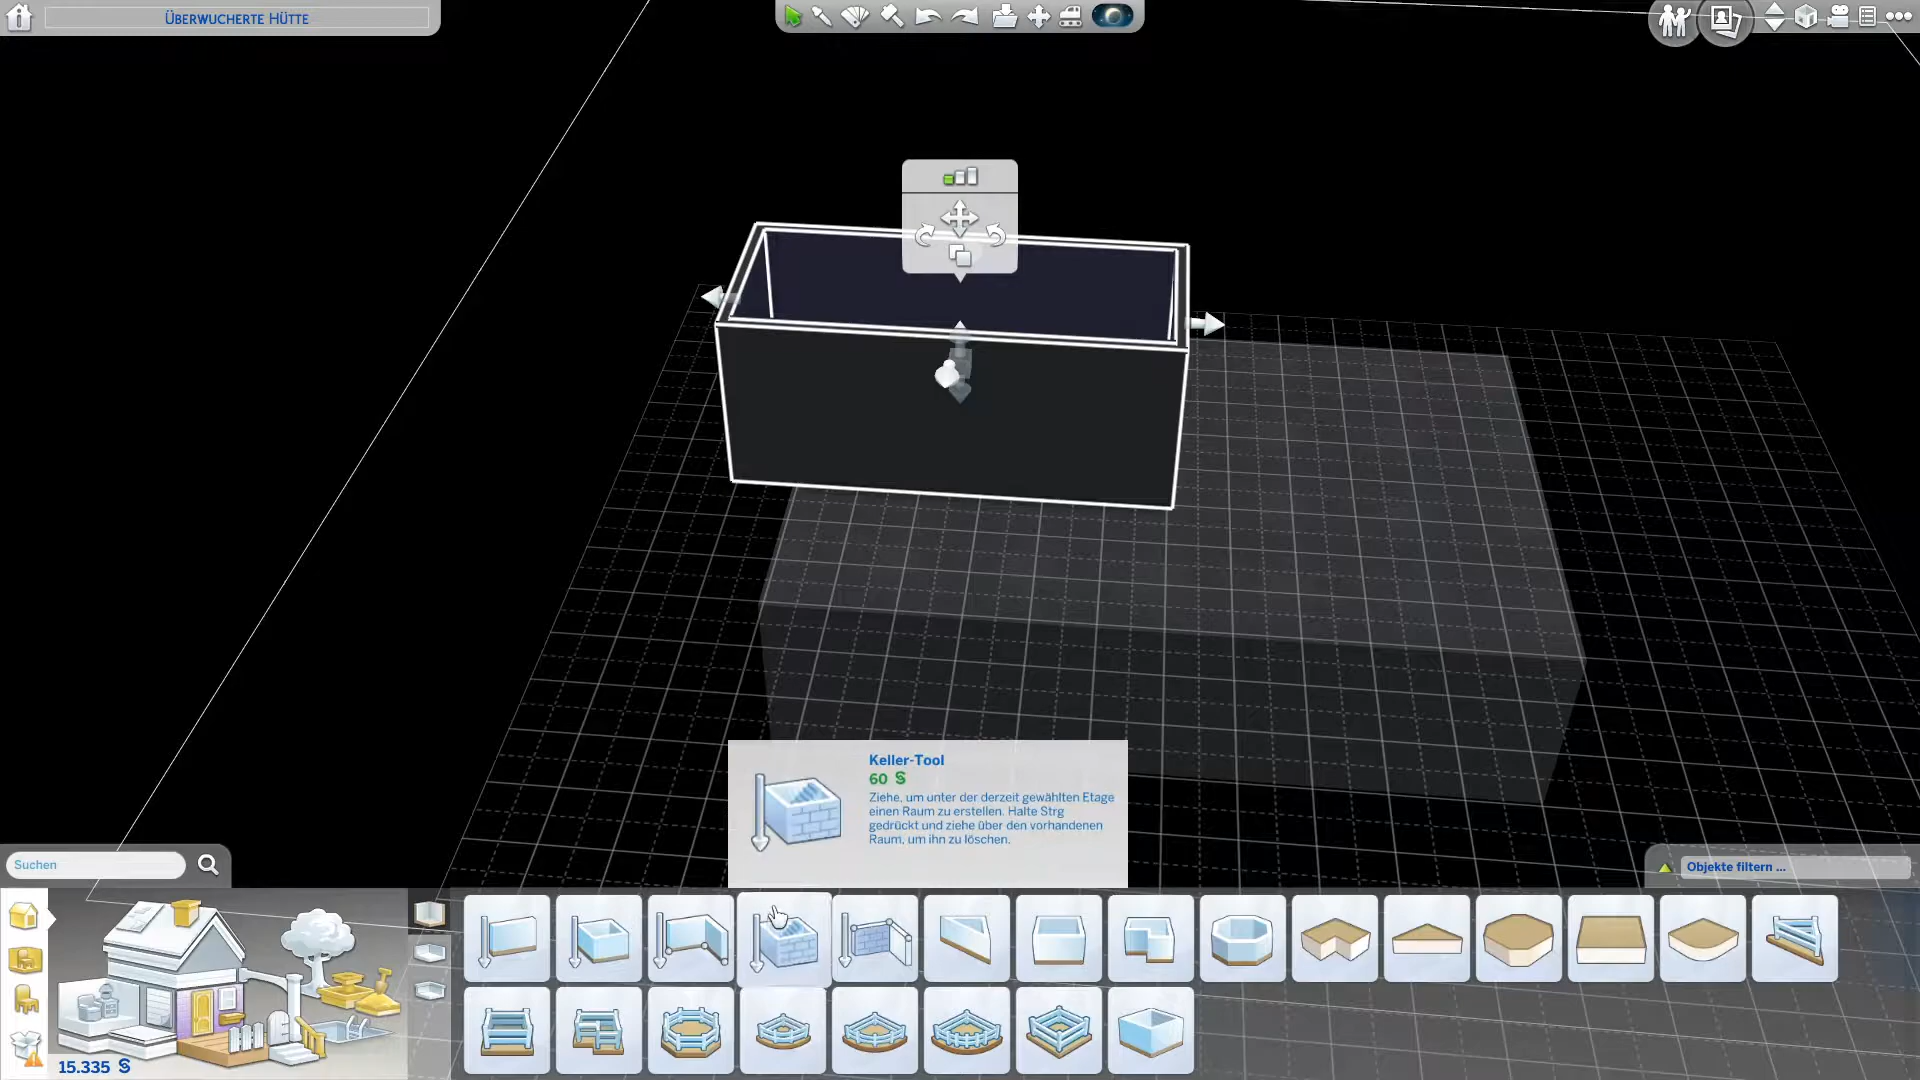 ÜBERWUCHERTE HÜTTE
Keller-Tool
60 §
Ziehe, um unter der derzeit gewählten Etage
einen Raum zu erstellen. Halte Strg
gedrückt und ziehe über den vorhandenen
Raum, um ihn zu löschen.
Suchen
Objekte filtern ...
15.335 §